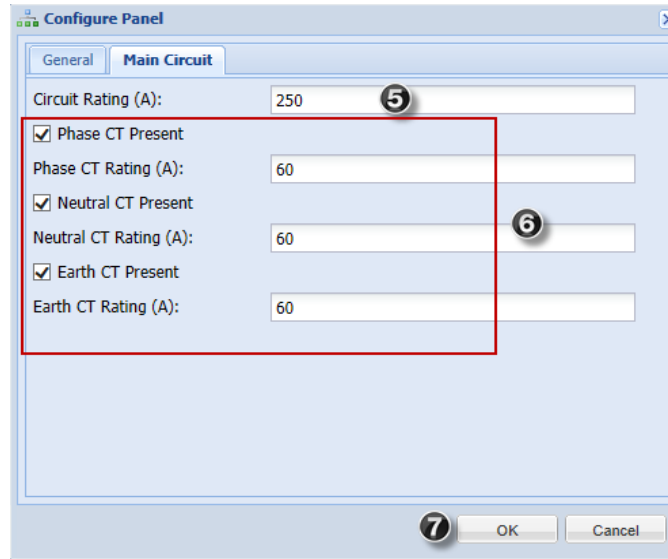 Configure Panel
General Main Circuit
Circuit Rating (A): 250 5
Phase CT Present
Phase CT Rating (A): 60
Neutral CT Present
6
Neutral CT Rating (A): 60
Earth CT Present
Earth CT Rating (A): 60
7 OK Cancel